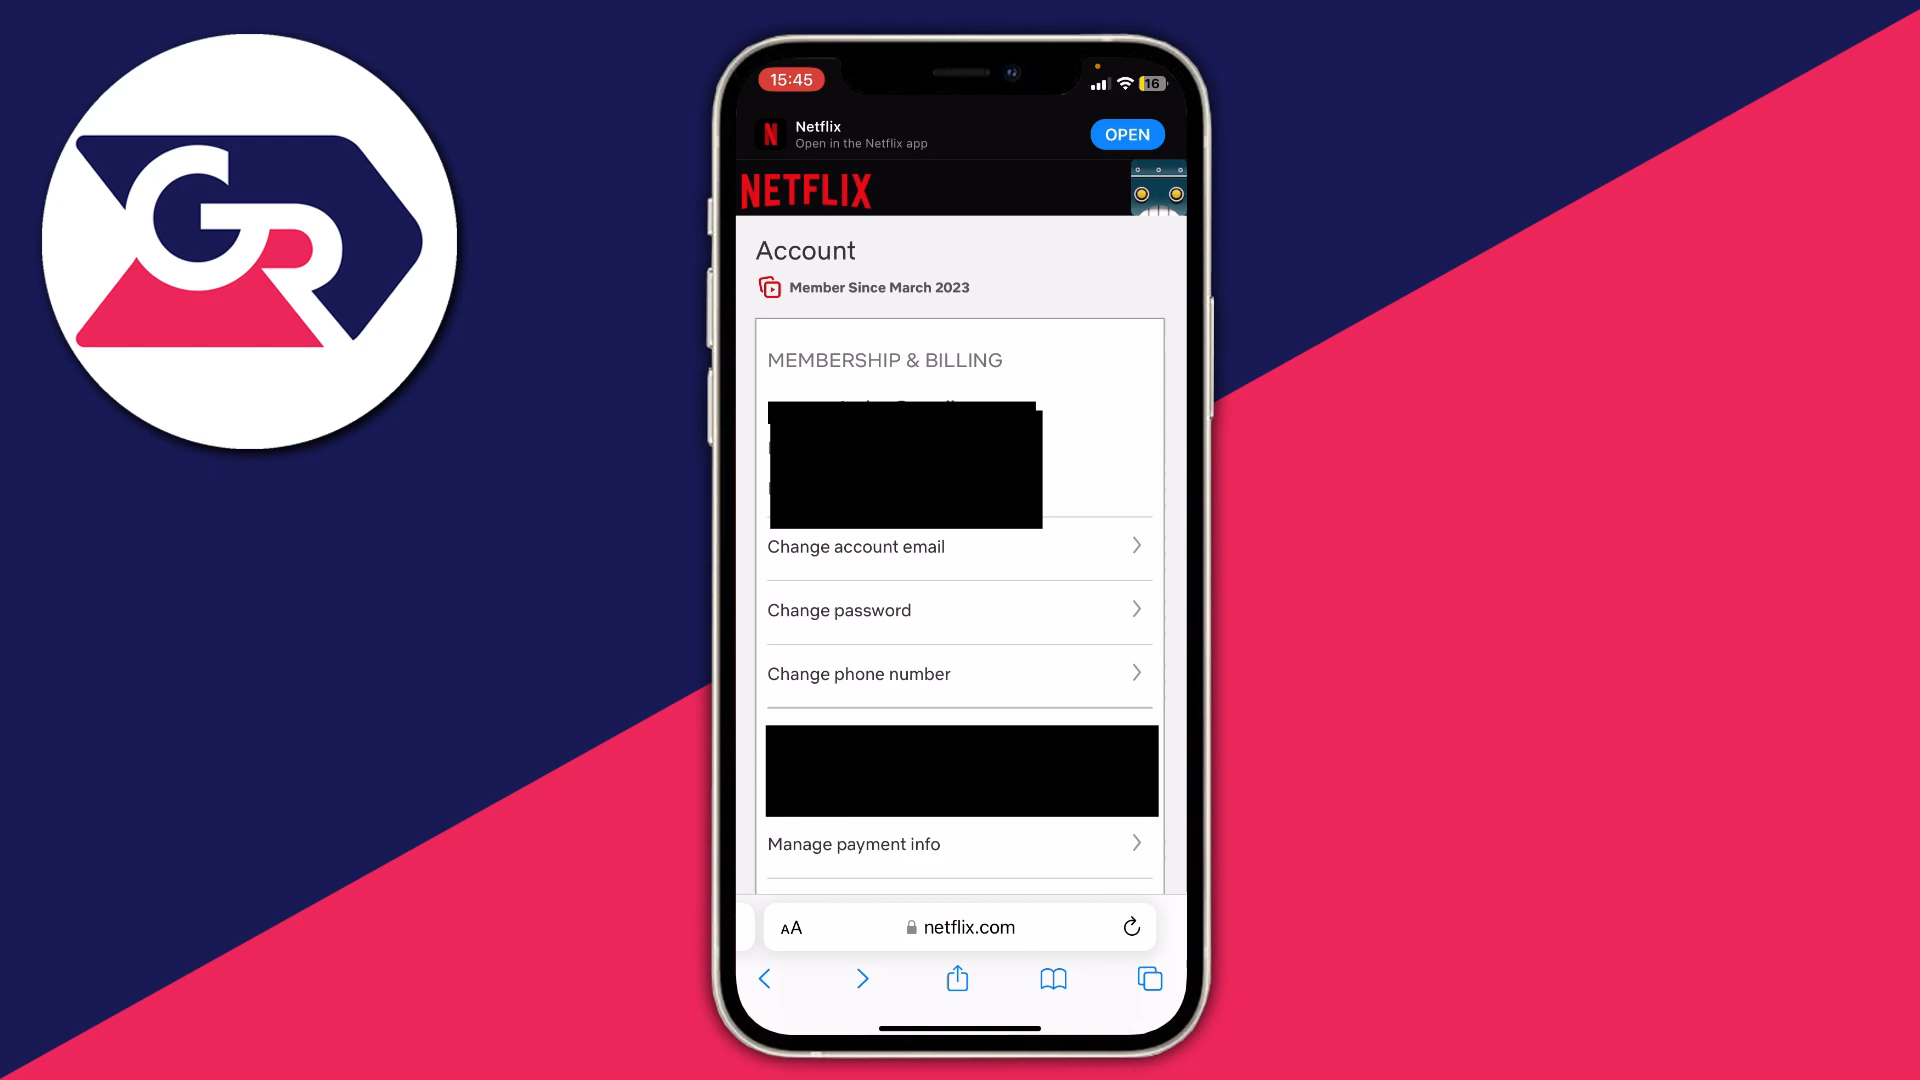 GR
15:45
16
N
Netflix
Open in the Netflix app
OPEN
NETFLIX
Account
Member Since March 2023
MEMBERSHIP & BILLING
Change account email
Change password
Change phone number
Manage payment info
AA
netflix.com